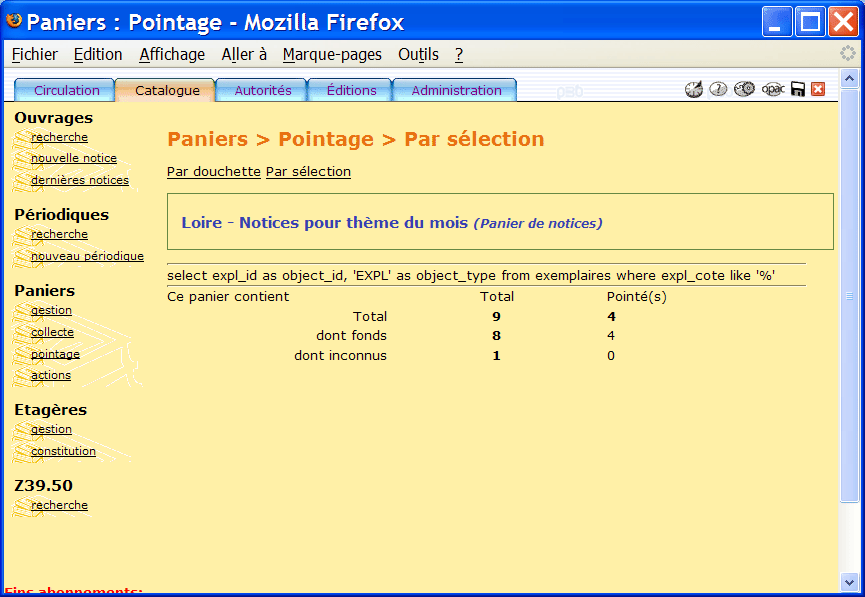 Paniers : Pointage - Mozilla Firefox
Fichier Edition Affichage Aller à Marque-pages Outils ?
Circulation Catalogue Autorités Éditions Administration pmb opac
Ouvrages
recherche
nouvelle notice
dernières notices
Périodiques
recherche
nouveau périodique
Paniers
gestion
collecte
pointage
actions
Etagères
gestion
constitution
Z39.50
recherche
Fins abonnements:
Paniers > Pointage > Par sélection
Par douchette Par sélection
Loire - Notices pour thème du mois (Panier de notices)
select expl_id as object_id, 'EXPL' as object_type from exemplaires where expl_cote like '%'
Ce panier contient Total Pointé(s)
Total 9 4
dont fonds 8 4
dont inconnus 1 0